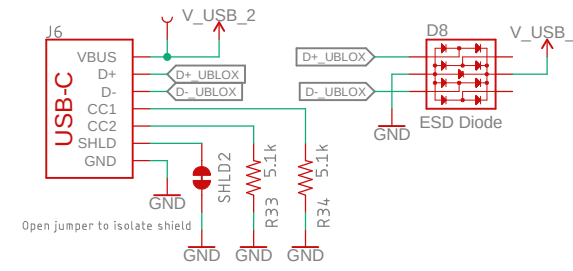 J6
V_USB_2
VBUS
D+
D-
CC1
CC2
SHLD
GND
USB-C
D+_UBLOX
D-_UBLOX
GND
SHLD2
5.1k
R33
5.1k
R34
Open jumper to isolate shield
GND
GND
GND
D8
V_USB_
D+_UBLOX
D-_UBLOX
GND
ESD Diode